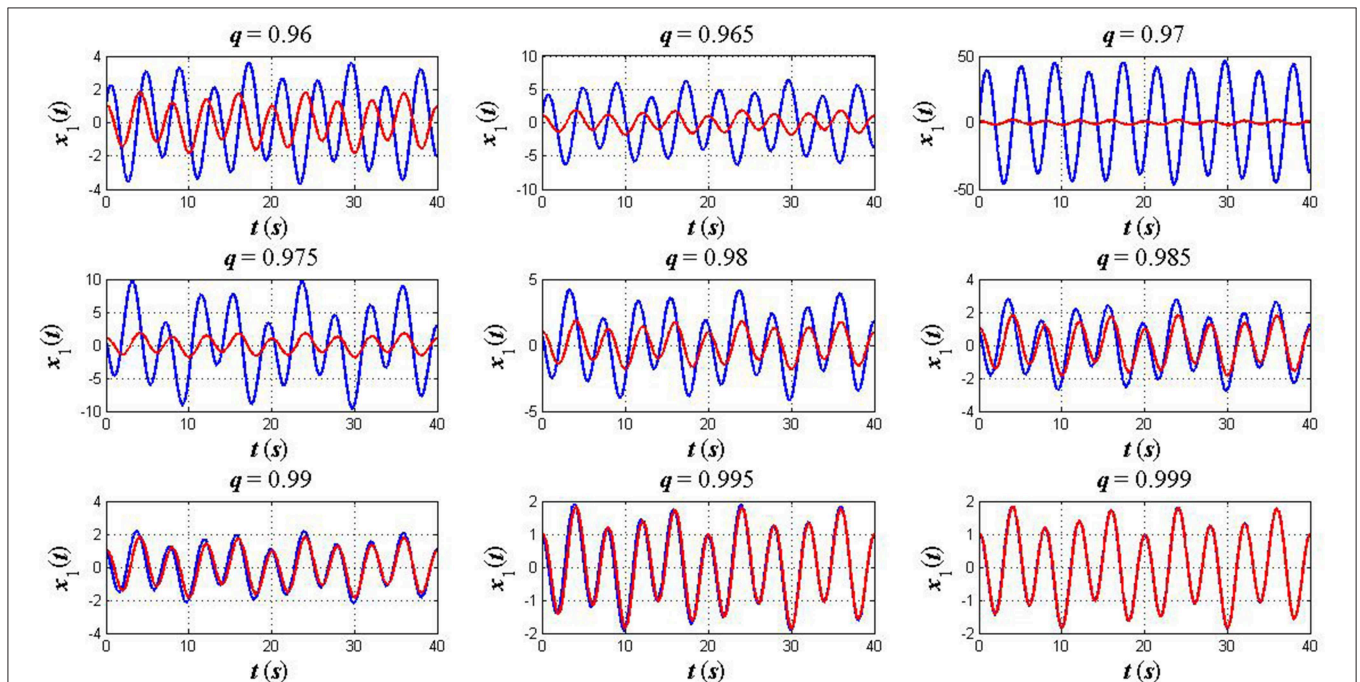 q = 0.96
4
2
0
-2
4
x1(t)
0 10 20 30 40
t (s)
q = 0.965
10
5
0
-5
-10
x1(t)
0 10 20 30 40
t (s)
q = 0.97
50
0
-50
x1(t)
0 10 20 30 40
t (s)
q = 0.975
10
5
0
-5
-10
x1(t)
0 10 20 30 40
t (s)
q = 0.98
5
0
-5
x1(t)
0 10 20 30 40
t (s)
q = 0.985
4
2
0
-2
-4
x1(t)
0 10 20 30 40
t (s)
q = 0.99
4
2
0
-2
-4
x1(t)
0 10 20 30 40
t (s)
q = 0.995
2
1
0
-1
-2
x1(t)
0 10 20 30 40
t (s)
q = 0.999
2
1
0
-1
-2
x1(t)
0 10 20 30 40
t (s)